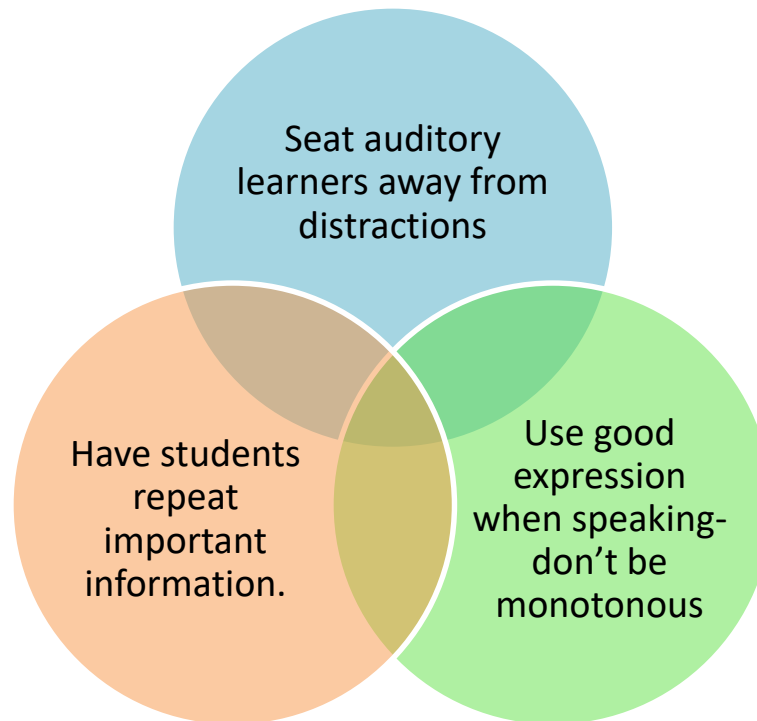 Seat auditory
learners away from
distractions
Have students
repeat
important
information.
Use good
expression
when speaking-
don’t be
monotonous